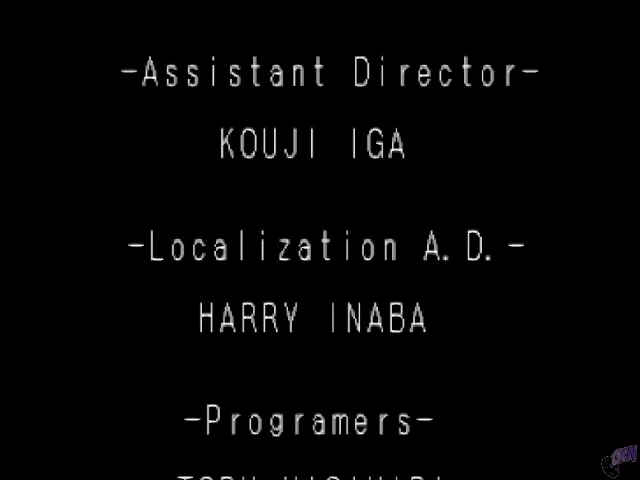 -Assistant Director-
KOUJI IGA
-Localization A.D.-
HARRY INABA
-Programers-